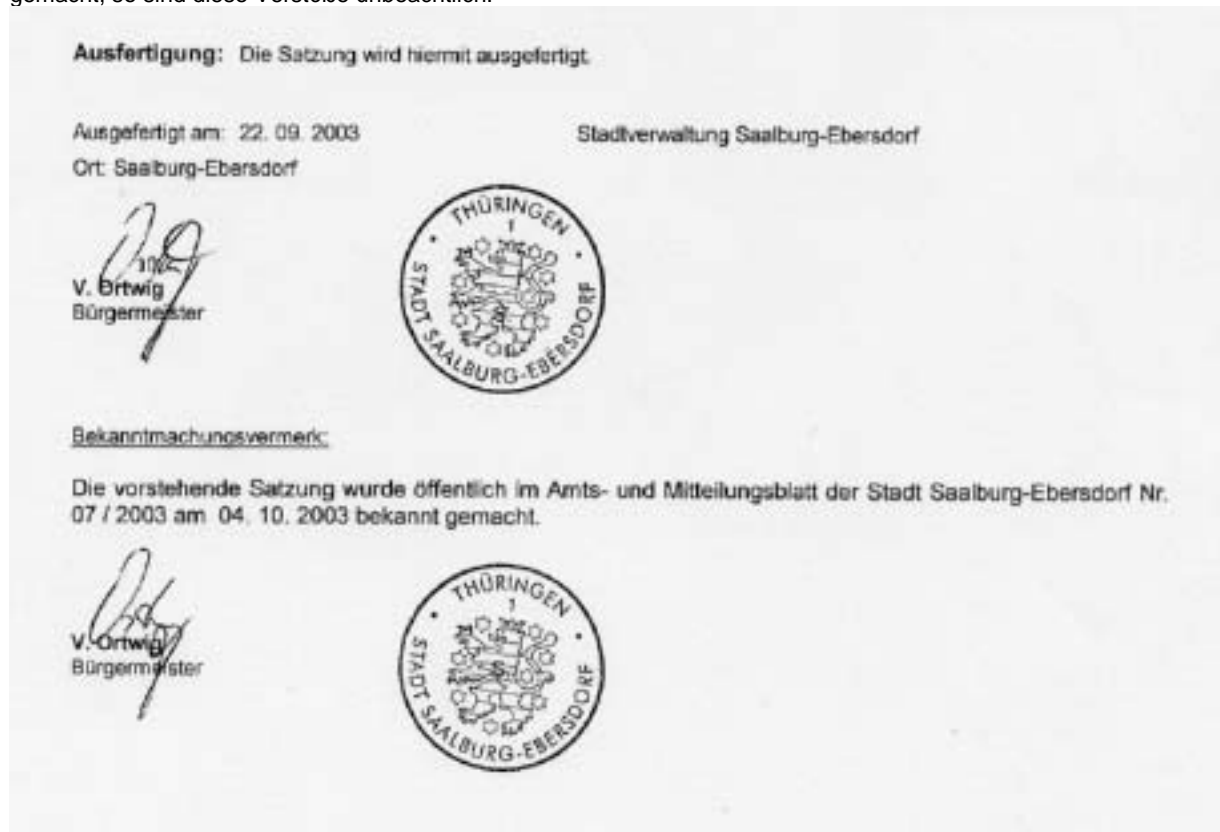 gemacht, so sind diese Verstöße unbeachtlich.
Ausfertigung: Die Satzung wird hiermit ausgefertigt.
Ausgefertigt am: 22. 09. 2003 Stadtverwaltung Saalburg-Ebersdorf
Ort: Saalburg-Ebersdorf
THÜRINGEN
1
STADT SAALBURG-EBERSDORF
V. Ortwig
Bürgermeister
Bekanntmachungsvermerk:
Die vorstehende Satzung wurde öffentlich im Amts- und Mitteilungsblatt der Stadt Saalburg-Ebersdorf Nr.
07 / 2003 am 04. 10. 2003 bekannt gemacht.
THÜRINGEN
1
STADT SAALBURG-EBERSDORF
V. Ortwig
Bürgermeister